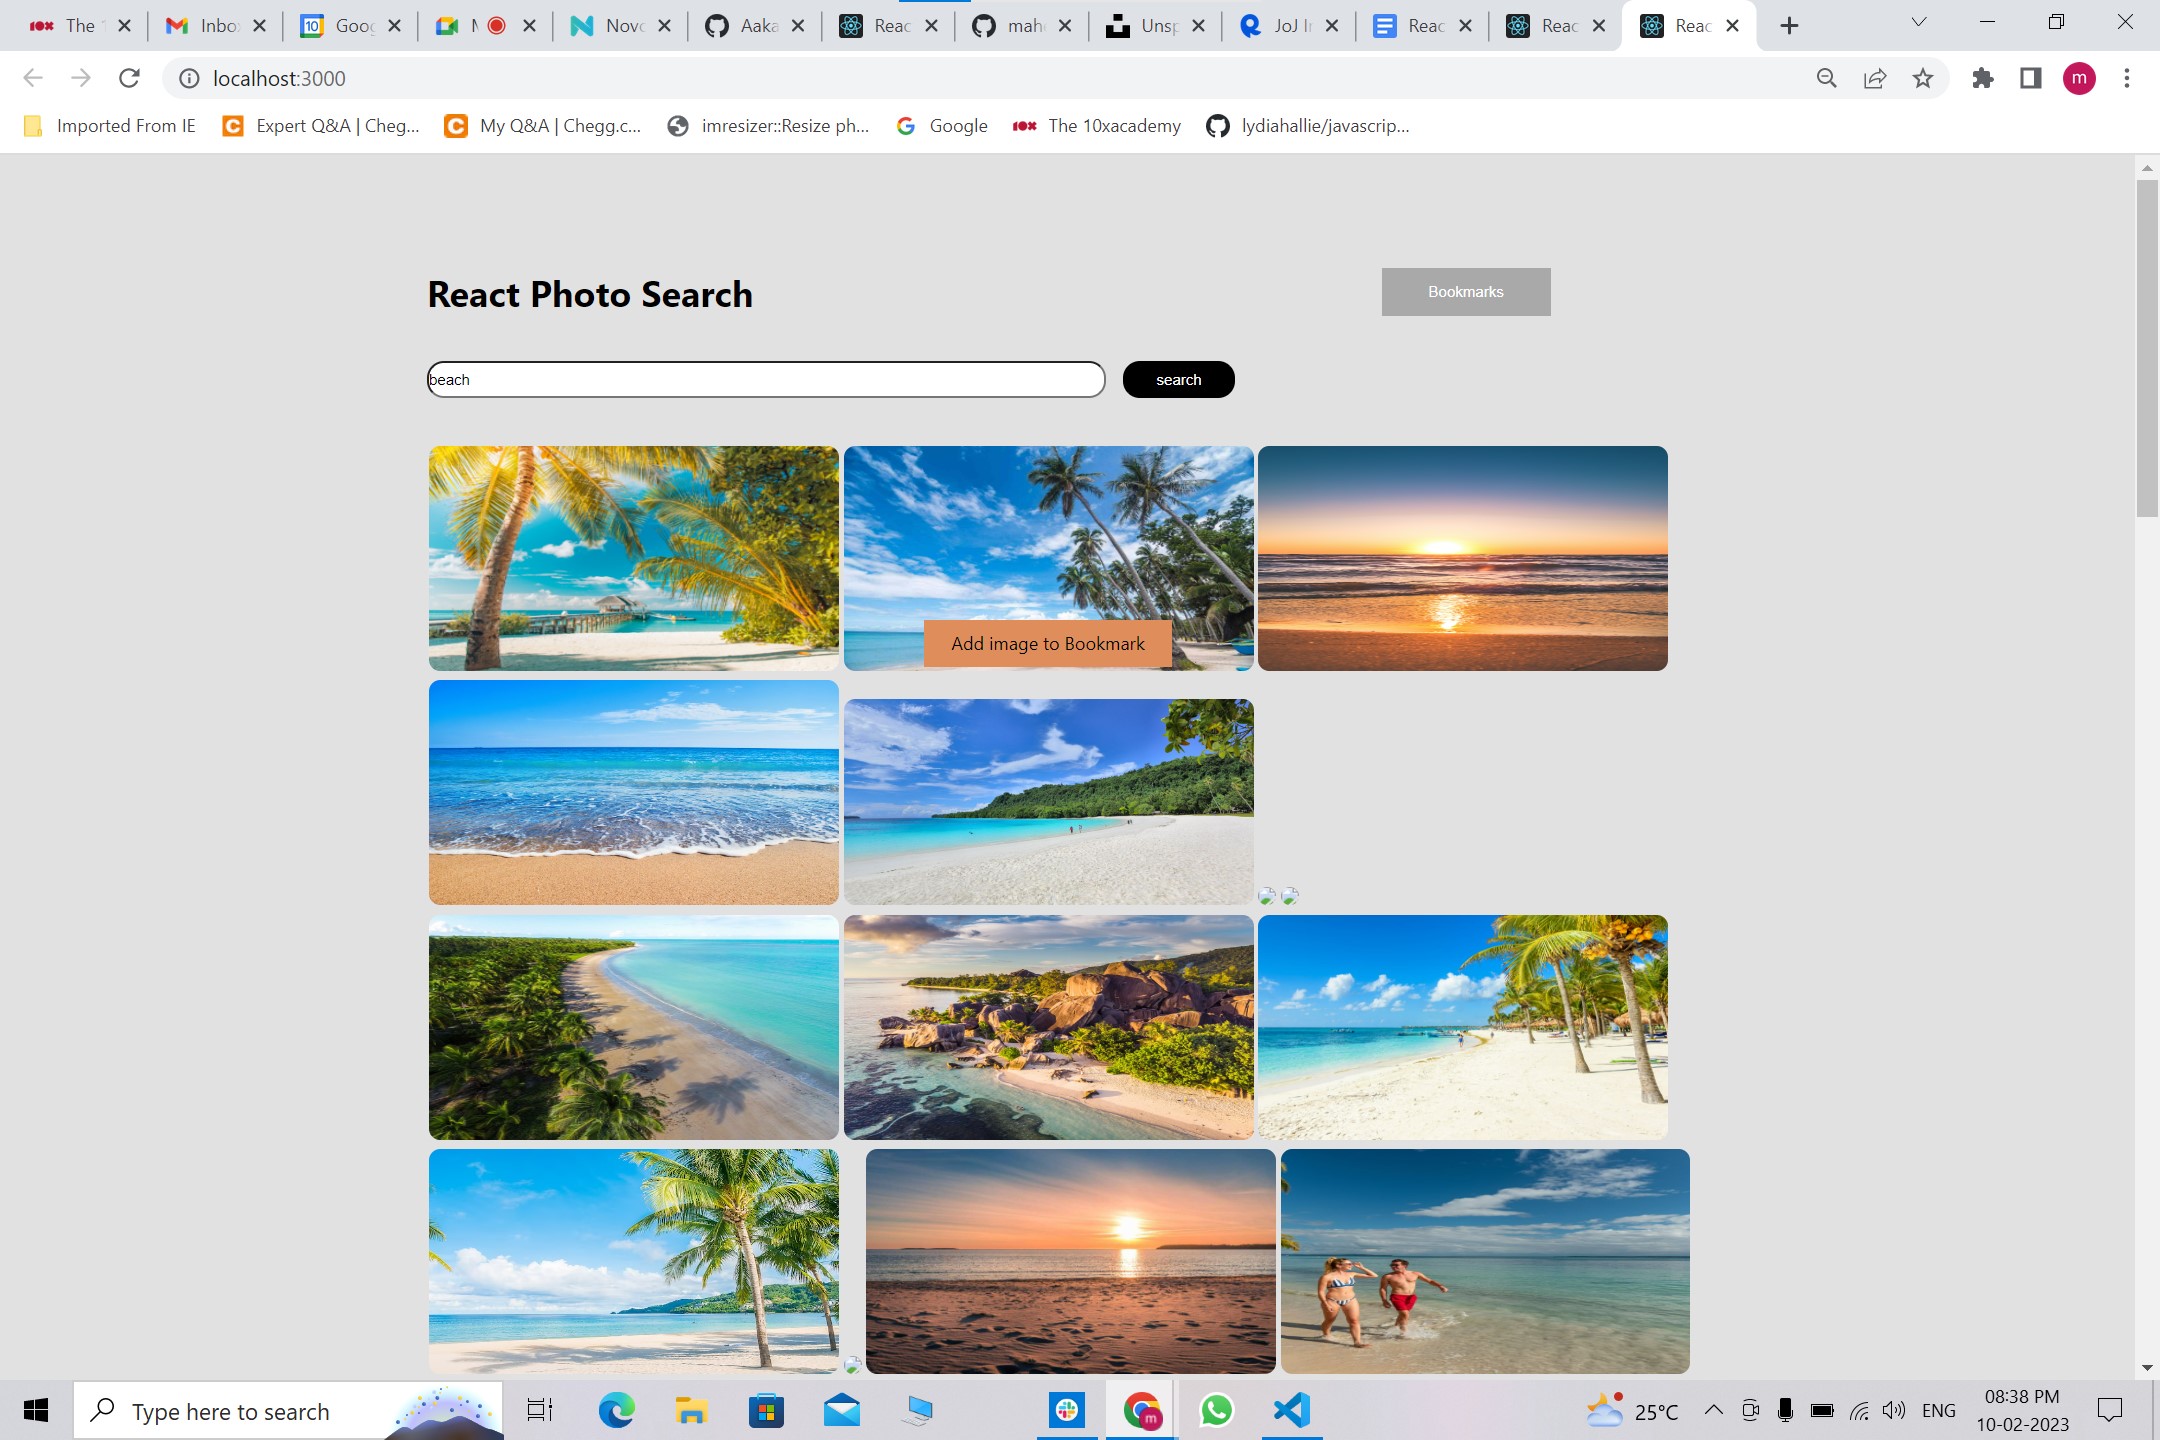 The
Inbo
Goog
Novo
Aaka
Reac
mah
Unsp
JoJ Ir
Reac
Reac
Reac
localhost:3000
m
Imported From IE
Expert Q&A | Cheg...
My Q&A | Chegg.c...
imresizer::Resize ph...
Google
The 10xacademy
lydiahallie/javascrip...
React Photo Search
Bookmarks
beach
search
Add image to Bookmark
Type here to search
m
25°C
ENG
08:38 PM
10-02-2023